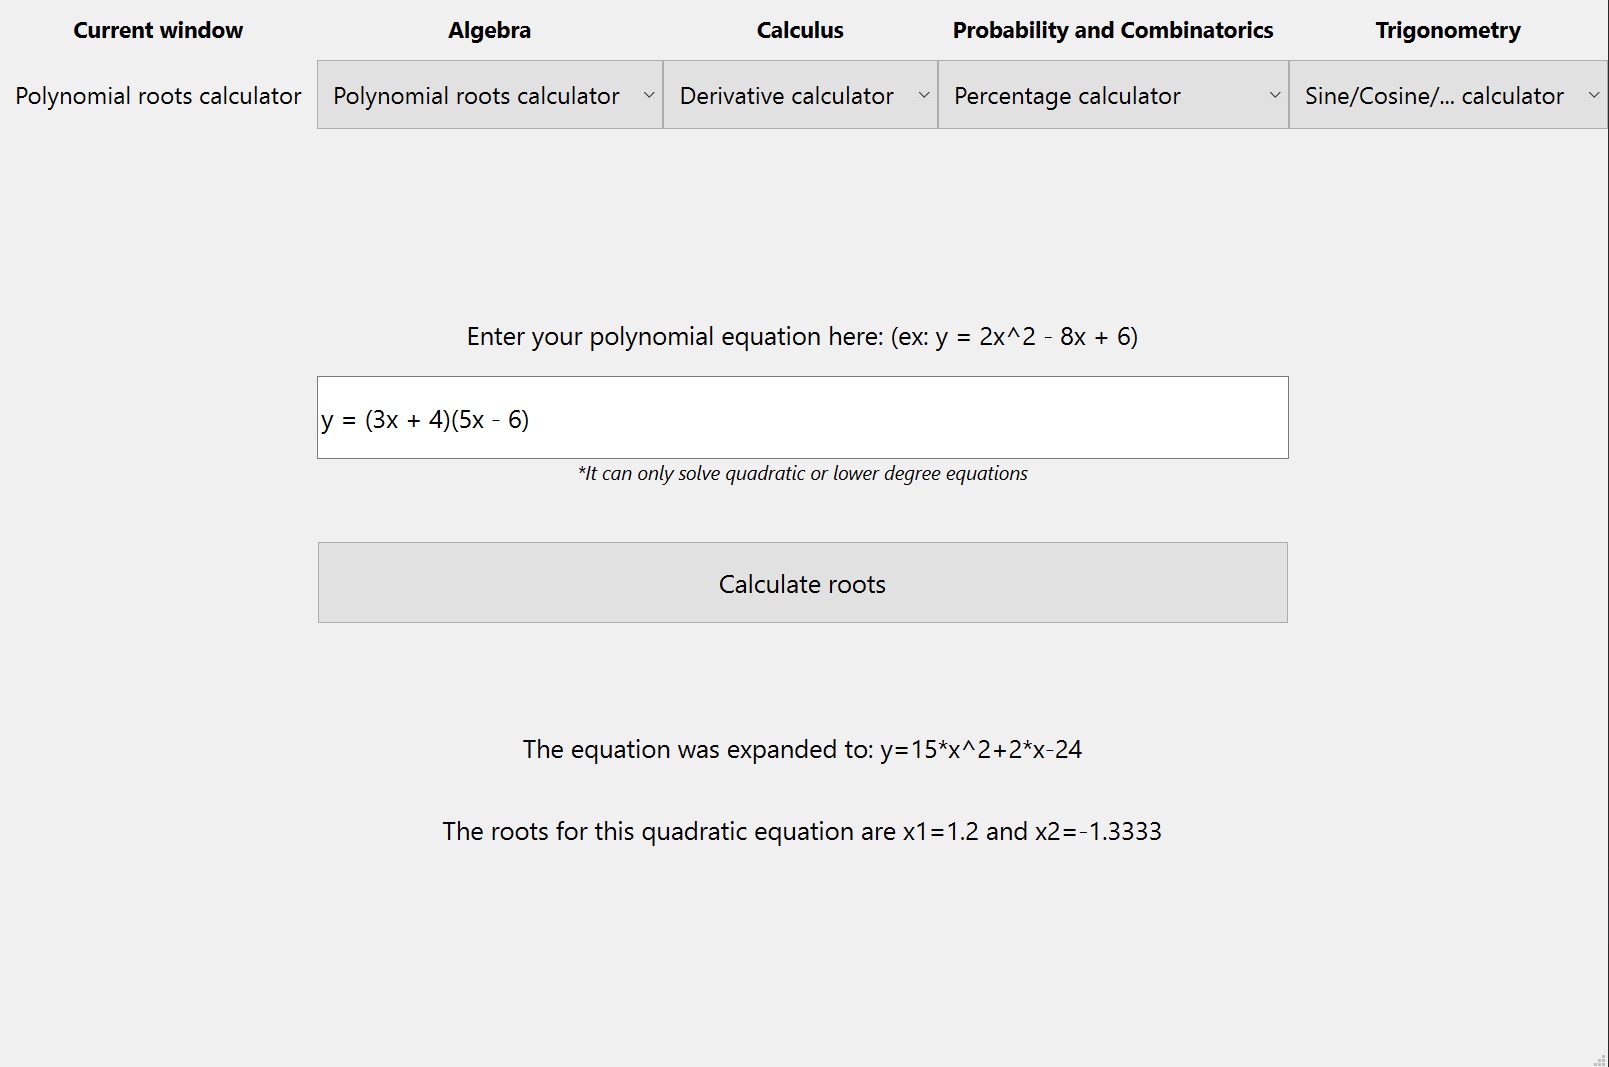 Current window Algebra Calculus Probability and Combinatorics Trigonometry
Polynomial roots calculator Polynomial roots calculator Derivative calculator Percentage calculator Sine/Cosine/... calculator
Enter your polynomial equation here: (ex: y = 2x^2 - 8x + 6)
y = (3x + 4)(5x - 6)
*It can only solve quadratic or lower degree equations
Calculate roots
The equation was expanded to: y=15*x^2+2*x-24
The roots for this quadratic equation are x1=1.2 and x2=-1.3333